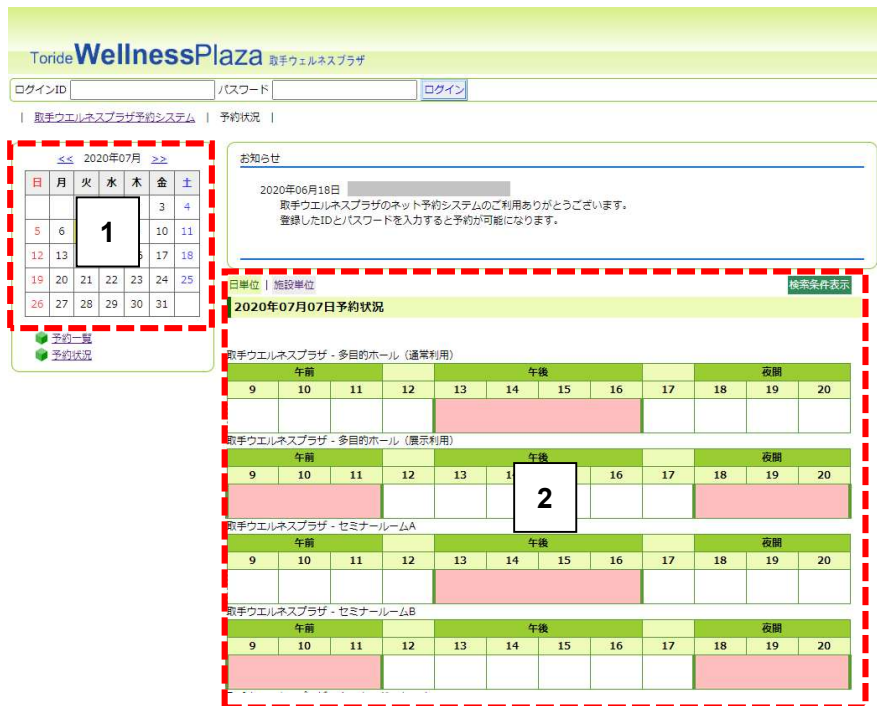 Toride WellnessPlaza 取手ウェルネスプラザ
ログインID パスワード ログイン
| 取手ウエルネスプラザ予約システム | 予約状況 |
<< 2020年07月 >>
日 月 火 水 木 金 土
3 4
5 6 10 11
12 13 17 18
19 20 21 22 23 24 25
26 27 28 29 30 31
1
予約一覧
予約状況
お知らせ
2020年06月18日
取手ウエルネスプラザのネット予約システムのご利用ありがとうございます。
登録したIDとパスワードを入力すると予約が可能になります。
日単位 | 施設単位 検索条件表示
2020年07月07日予約状況
取手ウエルネスプラザ - 多目的ホール（通常利用）
午前 午後 夜間
9 10 11 12 13 14 15 16 17 18 19 20
取手ウエルネスプラザ - 多目的ホール（展示利用）
午前 午後 夜間
9 10 11 12 13 16 17 18 19 20
2
取手ウエルネスプラザ - セミナールームA
午前 午後 夜間
9 10 11 12 13 14 15 16 17 18 19 20
取手ウエルネスプラザ - セミナールームB
午前 午後 夜間
9 10 11 12 13 14 15 16 17 18 19 20